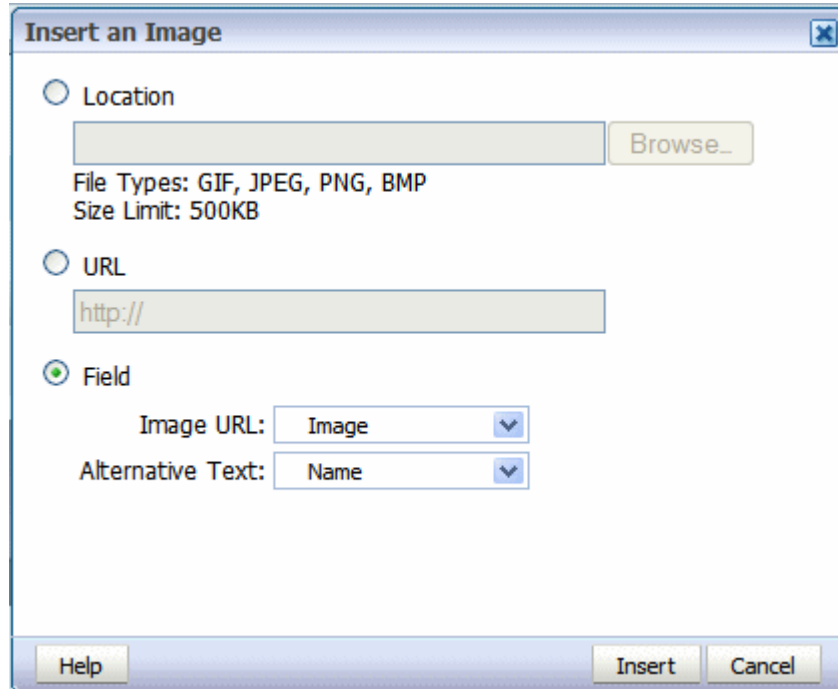 Insert an Image
Location
Browse...
File Types: GIF, JPEG, PNG, BMP
Size Limit: 500KB
URL
http://
Field
Image URL: Image
Alternative Text: Name
Help Insert Cancel